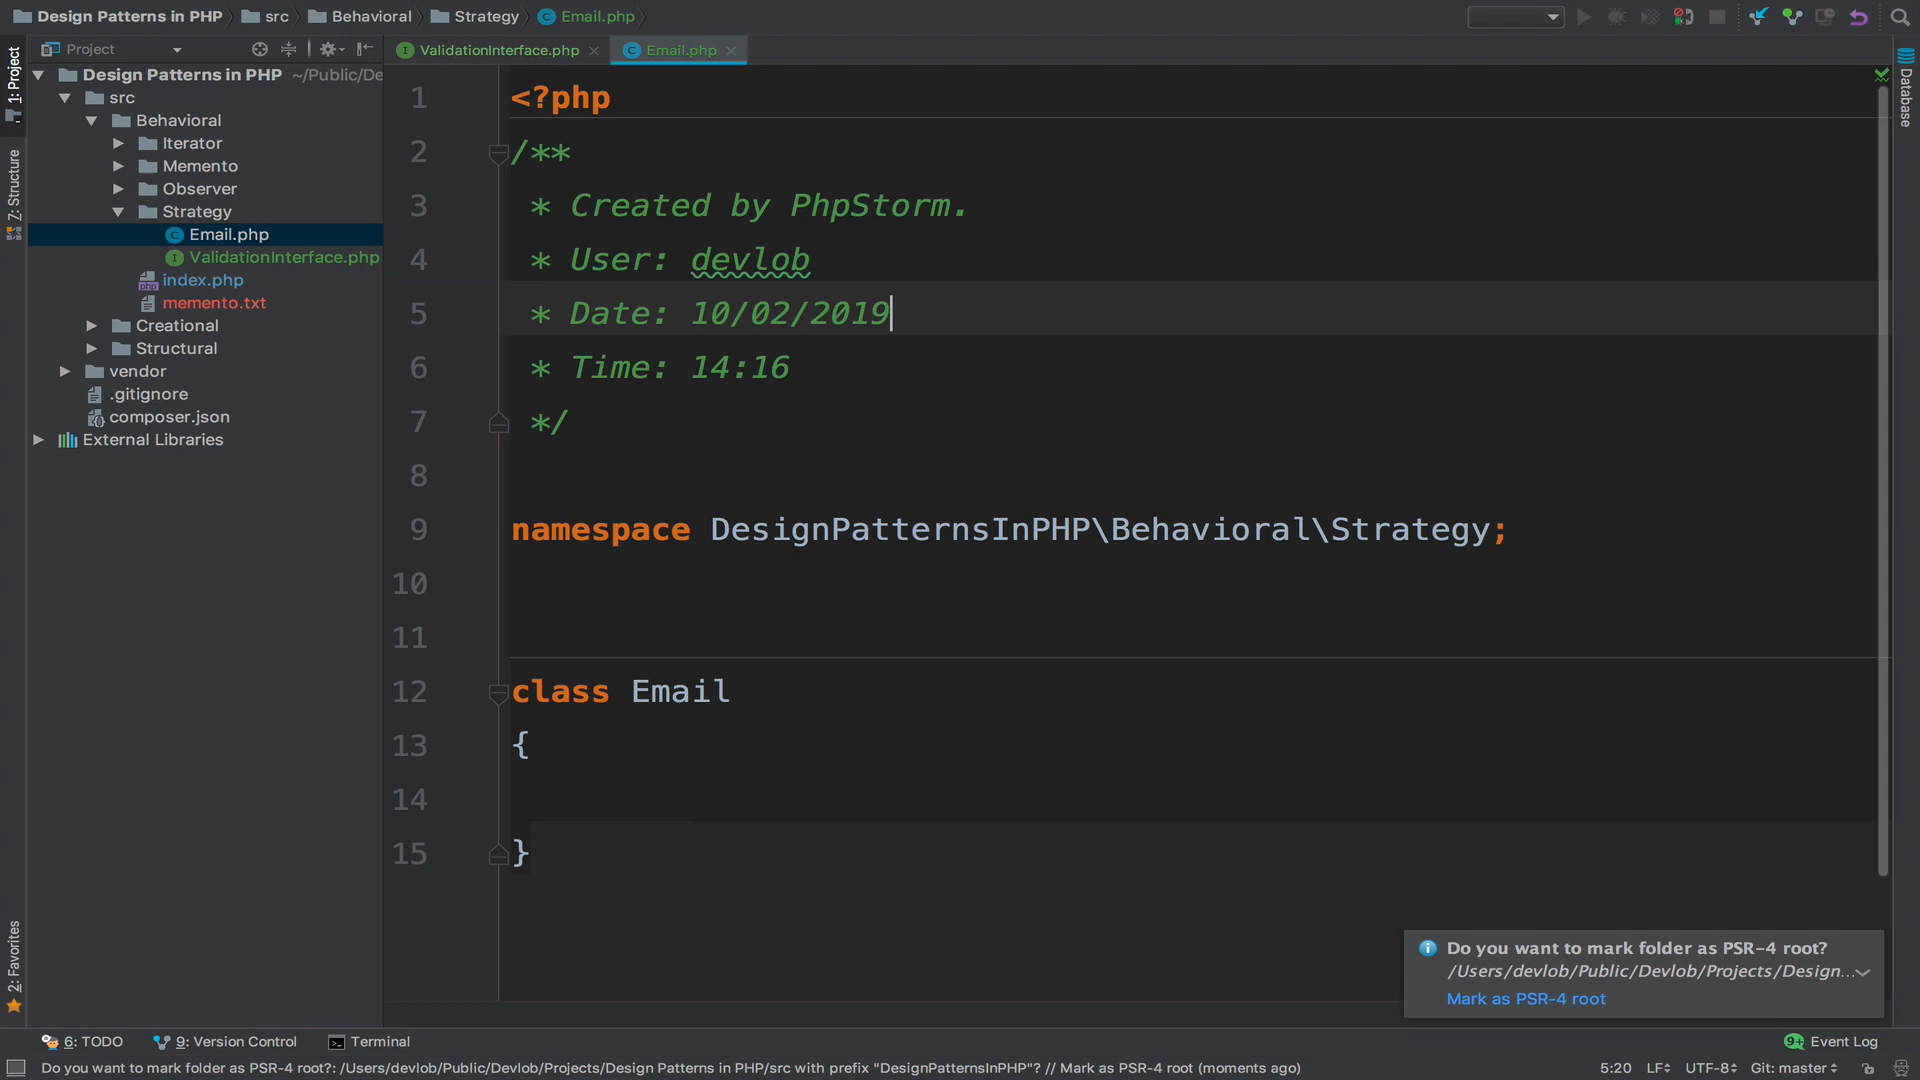 Design Patterns in PHP src Behavioral Strategy Email.php
1: Project
7: Structure
2: Favorites
Project
Design Patterns in PHP ~/Public/De
src
Behavioral
Iterator
Memento
Observer
Strategy
Email.php
ValidationInterface.php
index.php
memento.txt
Creational
Structural
vendor
.gitignore
composer.json
External Libraries
ValidationInterface.php Email.php
1 <?php
2 /**
3 * Created by PhpStorm.
4 * User: devlob
5 * Date: 10/02/2019
6 * Time: 14:16
7 */
8
9 namespace DesignPatternsInPHP\Behavioral\Strategy;
10
11
12 class Email
13 {
14
15 }
Database
Do you want to mark folder as PSR-4 root?
/Users/devlob/Public/Devlob/Projects/Design...
Mark as PSR-4 root
6: TODO 9: Version Control Terminal 9+ Event Log
Do you want to mark folder as PSR-4 root?: /Users/devlob/Public/Devlob/Projects/Design Patterns in PHP/src with prefix "DesignPatternsInPHP"? // Mark as PSR-4 root (moments ago) 5:20 LF UTF-8 Git: master